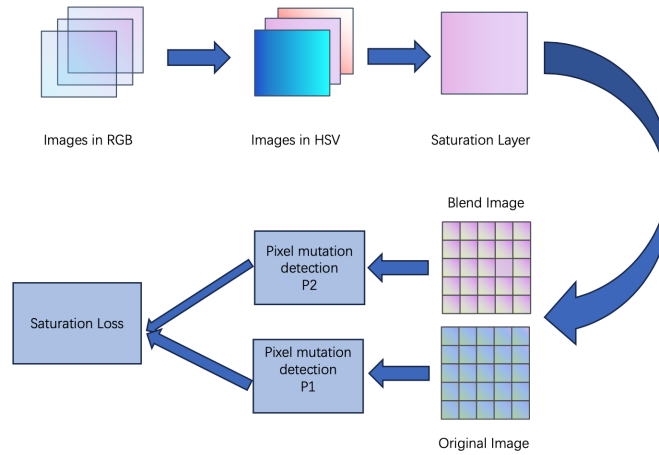 Images in RGB
Images in HSV
Saturation Layer
Blend Image
Pixel mutation
detection
P2
Saturation Loss
Pixel mutation
detection
P1
Original Image